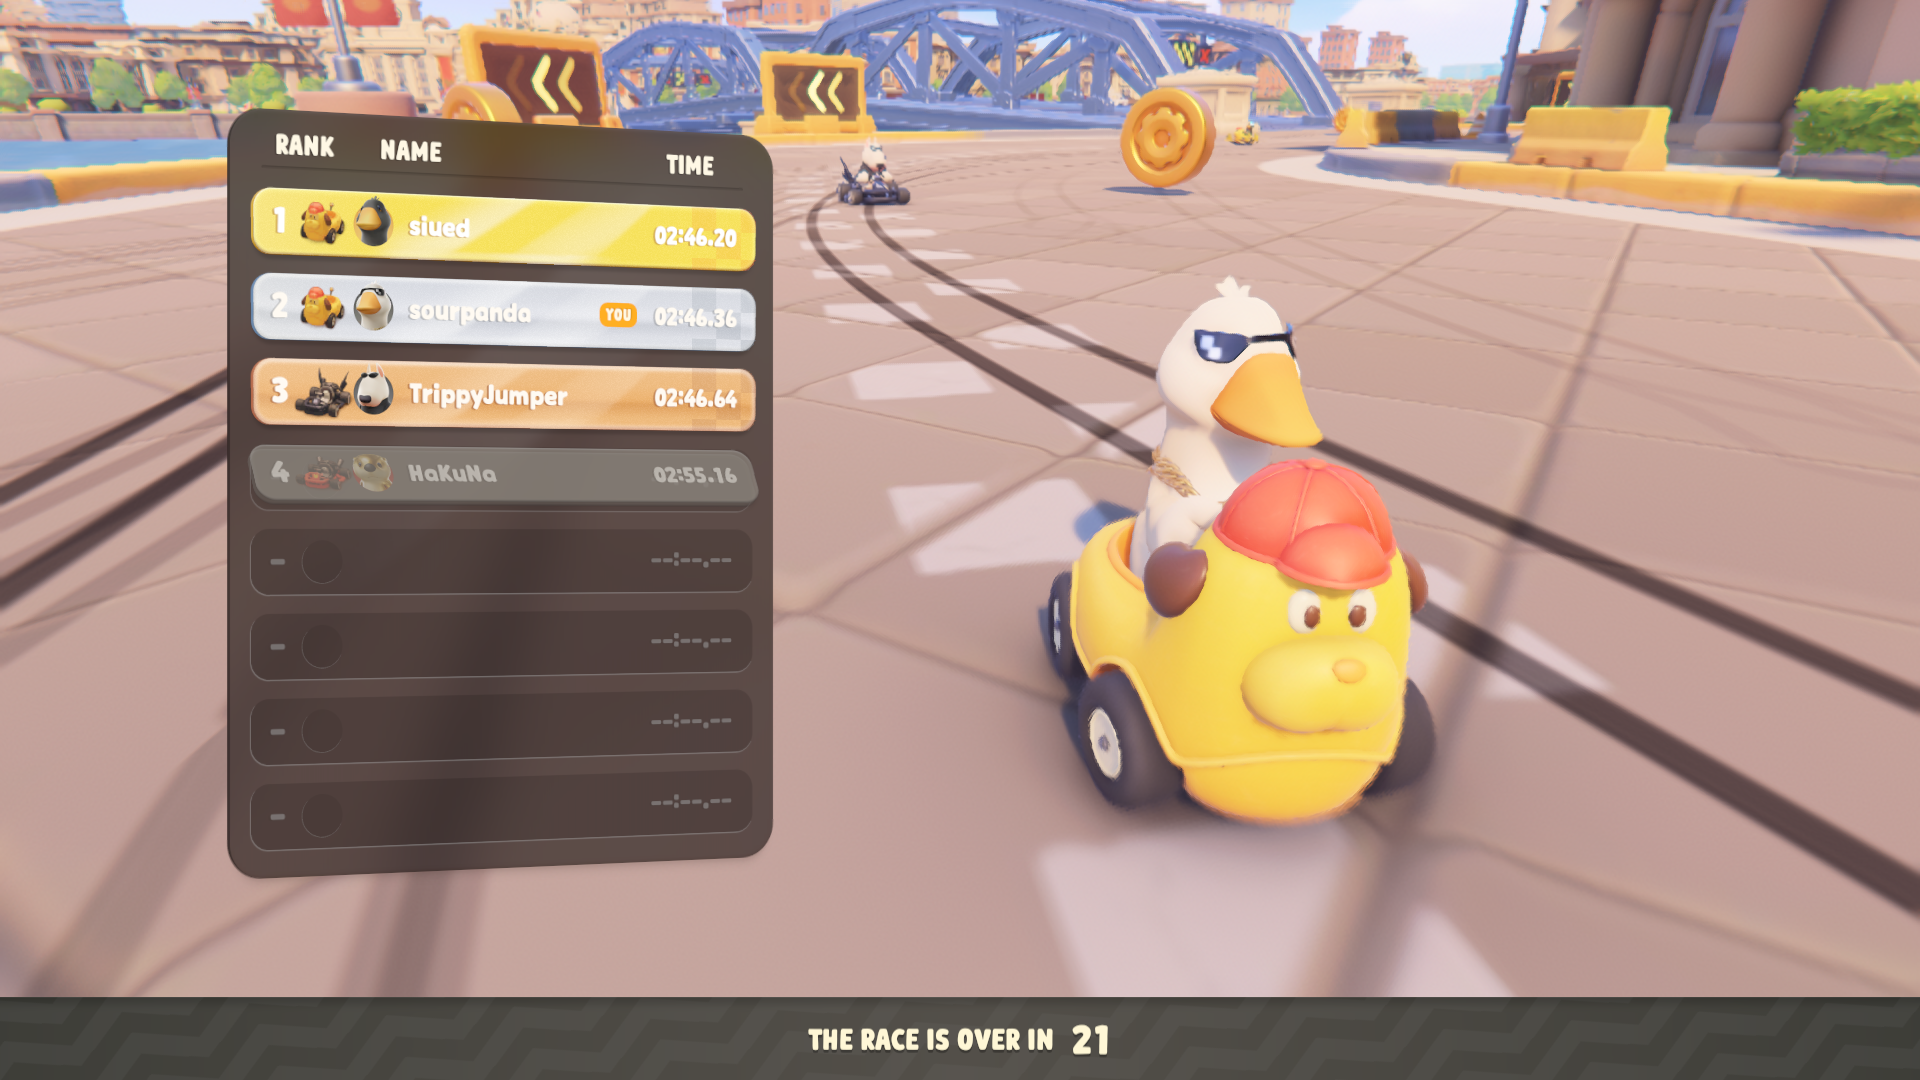 RANK NAME TIME
1 siued 02:46.20
2 sourpanda YOU 02:46.36
3 TrippyJumper 02:46.64
4 HaKuNa 02:55.16
- --:--.--
- --:--.--
- --:--.--
- --:--.--
THE RACE IS OVER IN 21